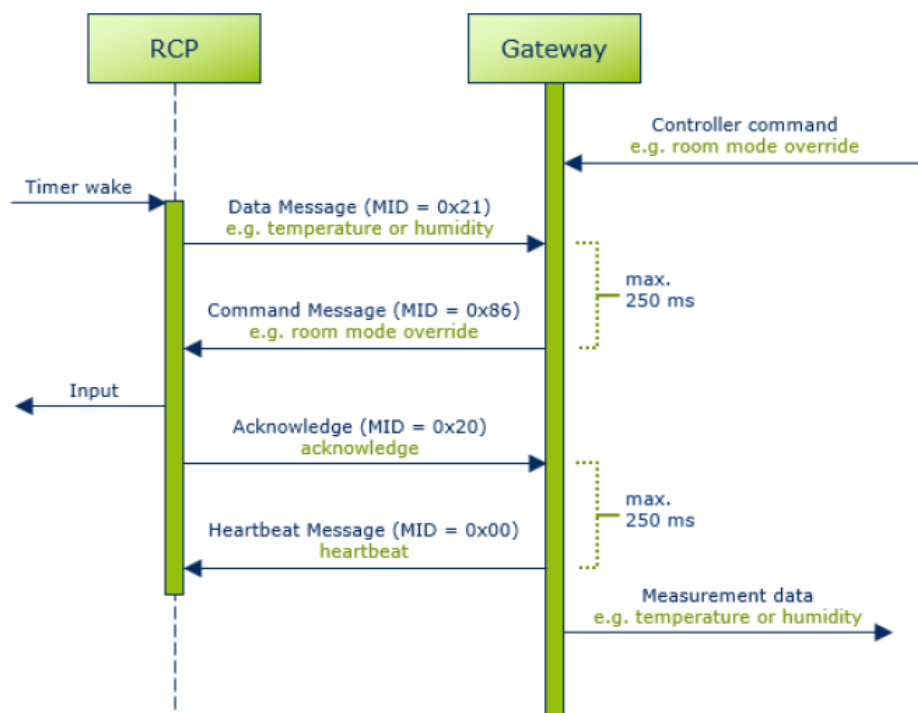 RCP
Gateway
Controller command
e.g. room mode override
Timer wake
Data Message (MID = 0x21)
e.g. temperature or humidity
max.
250 ms
Command Message (MID = 0x86)
e.g. room mode override
Input
Acknowledge (MID = 0x20)
acknowledge
max.
250 ms
Heartbeat Message (MID = 0x00)
heartbeat
Measurement data
e.g. temperature or humidity